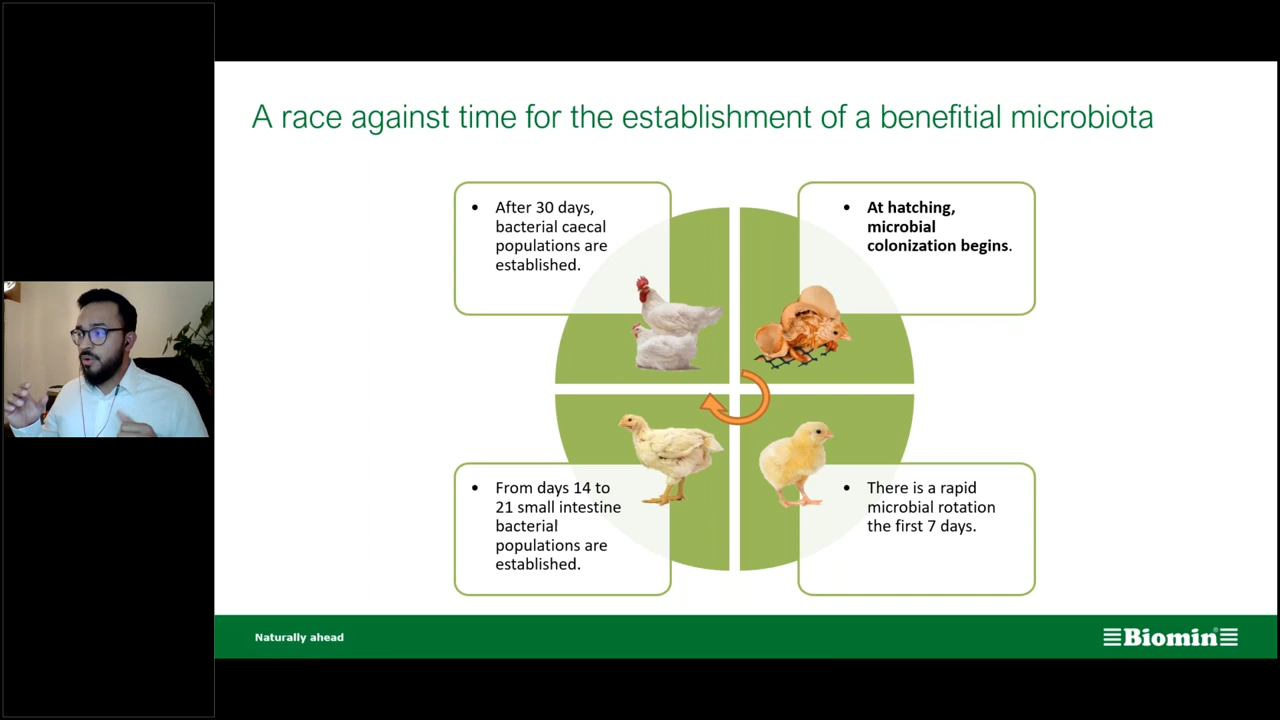 A race against time for the establishment of a benefitial microbiota
• After 30 days,
bacterial caecal
populations are
established.
• At hatching,
microbial
colonization begins.
• From days 14 to
21 small intestine
bacterial
populations are
established.
• There is a rapid
microbial rotation
the first 7 days.
Naturally ahead
Biomin®